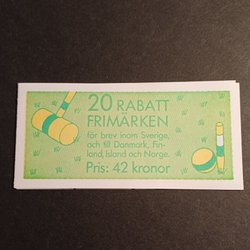 20 RABATT
FRIMÄRKEN
för brev inom Sverige,
och till Danmark, Fin-
land, Island och Norge.
Pris: 42 kronor